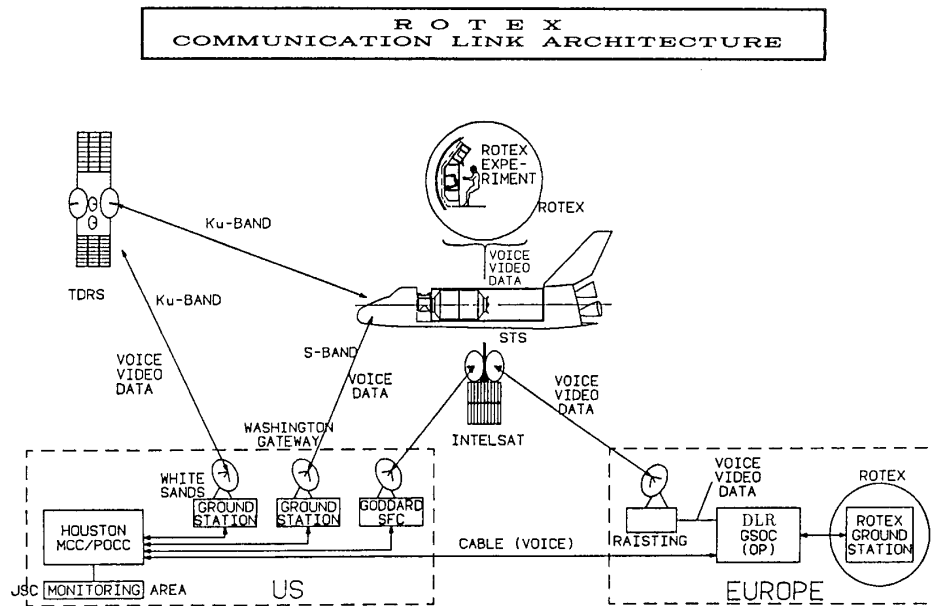 R O T E X
COMMUNICATION LINK ARCHITECTURE
ROTEX
EXPE-
RIMENT
ROTEX
Ku-BAND
VOICE
VIDEO
DATA
TDRS
Ku-BAND
STS
S-BAND
VOICE
VIDEO
DATA
VOICE
DATA
VOICE
VIDEO
DATA
INTELSAT
WASHINGTON
GATEWAY
WHITE
SANDS
GROUND
STATION
GROUND
STATION
GODDARD
SFC
VOICE
VIDEO
DATA
ROTEX
HOUSTON
MCC/POCC
RAISTING
DLR
GSOC
(OP)
ROTEX
GROUND
STATION
CABLE (VOICE)
JSC MONITORING AREA
US
EUROPE